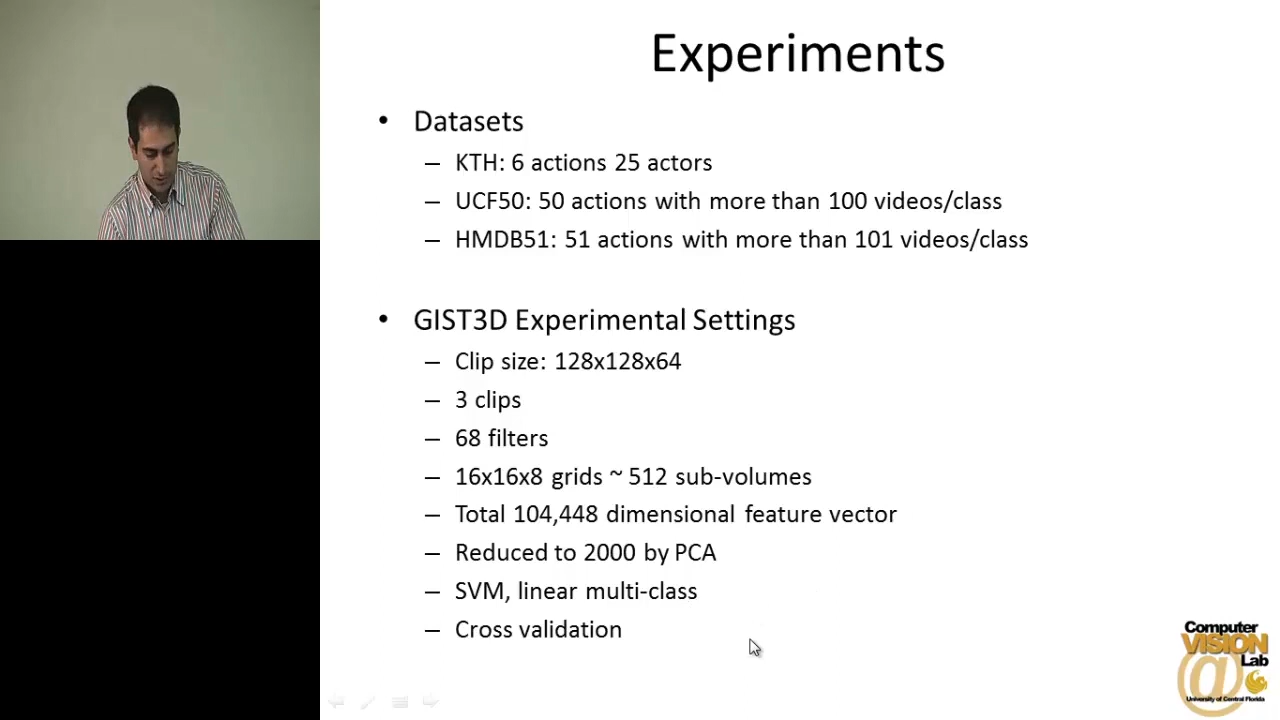 Experiments
• Datasets
– KTH: 6 actions 25 actors
– UCF50: 50 actions with more than 100 videos/class
– HMDB51: 51 actions with more than 101 videos/class
• GIST3D Experimental Settings
– Clip size: 128x128x64
– 3 clips
– 68 filters
– 16x16x8 grids ~ 512 sub-volumes
– Total 104,448 dimensional feature vector
– Reduced to 2000 by PCA
– SVM, linear multi-class
– Cross validation
Computer
VISION
@ Lab
University of Central Florida